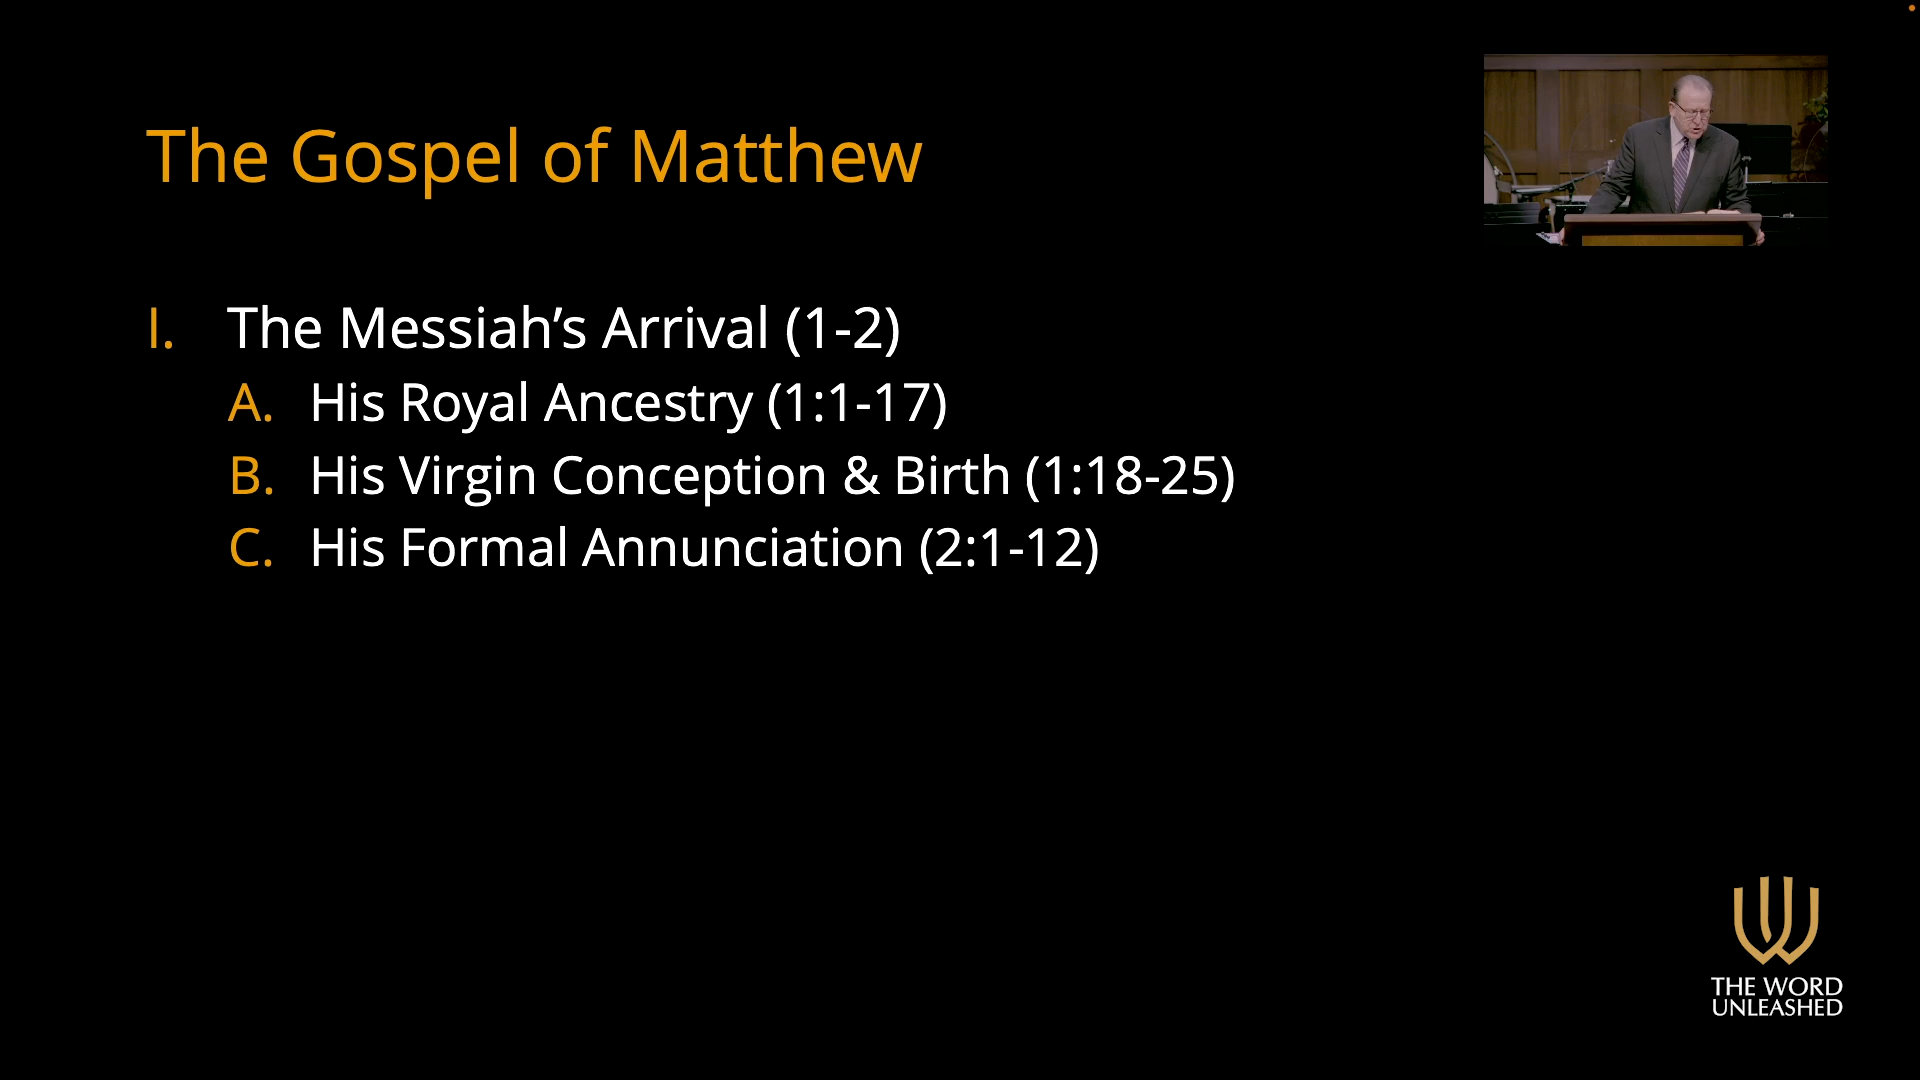 The Gospel of Matthew
I. The Messiah’s Arrival (1-2)
A. His Royal Ancestry (1:1-17)
B. His Virgin Conception & Birth (1:18-25)
C. His Formal Annunciation (2:1-12)
THE WORD
UNLEASHED